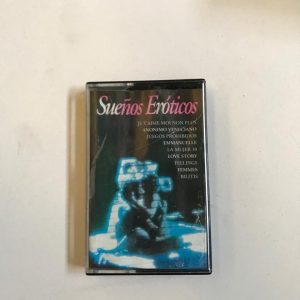 Sueños Eróticos
JE T'AIME MOI NON PLUS
ANONIMO VENECIANO
JUEGOS PROHIBIDOS
EMMANUELLE
LA MUJER 10
LOVE STORY
FEELINGS
FEMMES
BILITIS